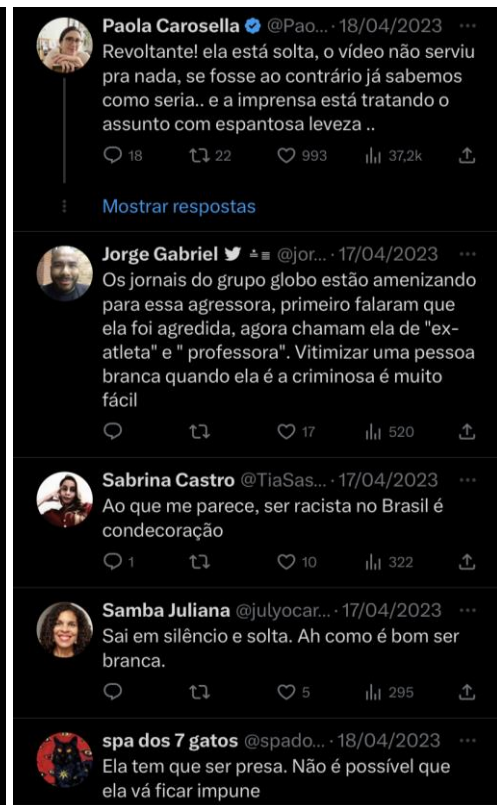 Paola Carosella @Pao... · 18/04/2023 ...
Revoltante! ela está solta, o vídeo não serviu
pra nada, se fosse ao contrário já sabemos
como seria.. e a imprensa está tratando o
assunto com espantosa leveza ..
18 22 993 37,2k
Mostrar respostas
Jorge Gabriel @jor... · 17/04/2023 ...
Os jornais do grupo globo estão amenizando
para essa agressora, primeiro falaram que
ela foi agredida, agora chamam ela de "ex-
atleta" e " professora". Vitimizar uma pessoa
branca quando ela é a criminosa é muito
fácil
17 520
Sabrina Castro @TiaSas... · 17/04/2023 ...
Ao que me parece, ser racista no Brasil é
condecoração
1 10 322
Samba Juliana @julyocar... · 17/04/2023 ...
Sai em silêncio e solta. Ah como é bom ser
branca.
5 295
spa dos 7 gatos @spado... · 18/04/2023 ...
Ela tem que ser presa. Não é possível que
ela vá ficar impune